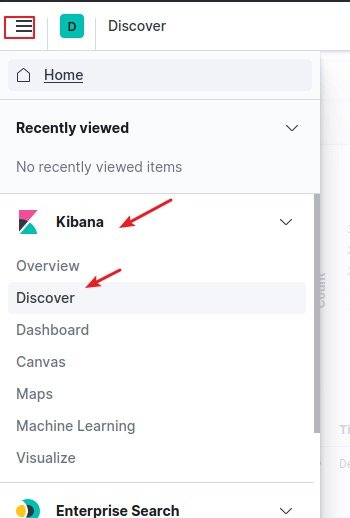 D Discover
Home
Recently viewed
No recently viewed items
Kibana
Overview
Discover
Dashboard
Canvas
Maps
Machine Learning
Visualize
Enterprise Search
Count